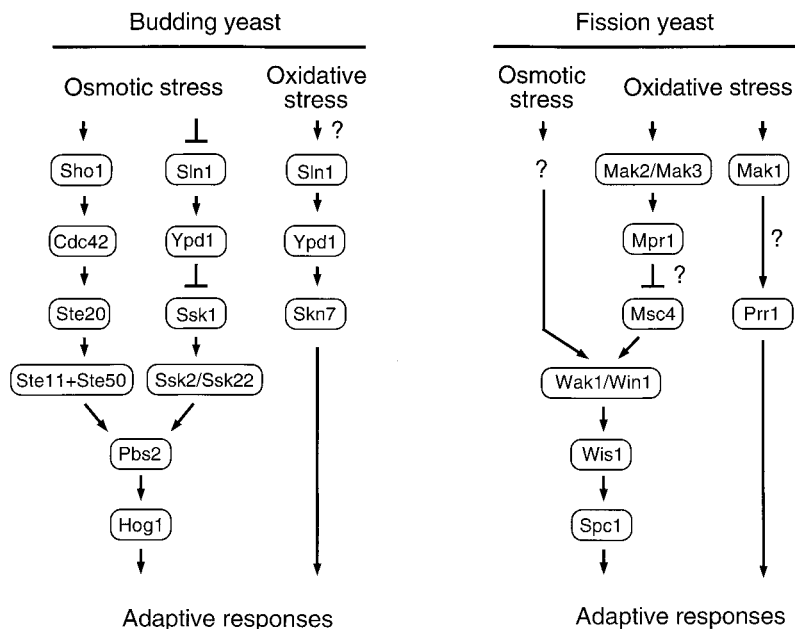 Budding yeast
Osmotic stress
Oxidative
stress
?
Sho1
Sln1
Sln1
Cdc42
Ypd1
Ypd1
Ste20
Ssk1
Skn7
Ste11+Ste50
Ssk2/Ssk22
Pbs2
Hog1
Adaptive responses
Fission yeast
Osmotic
stress
Oxidative stress
?
Mak2/Mak3
Mak1
Mpr1
?
?
Msc4
Prr1
Wak1/Win1
Wis1
Spc1
Adaptive responses